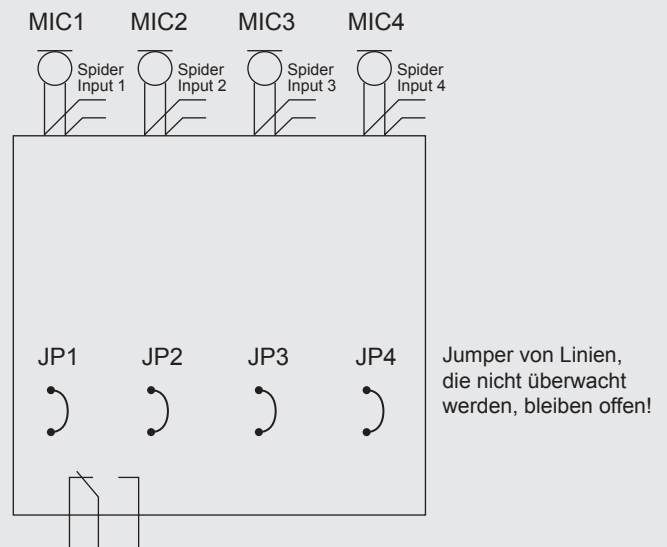 MIC1 MIC2 MIC3 MIC4
Spider Input 1
Spider Input 2
Spider Input 3
Spider Input 4
JP1 JP2 JP3 JP4
Jumper von Linien,
die nicht überwacht
werden, bleiben offen!